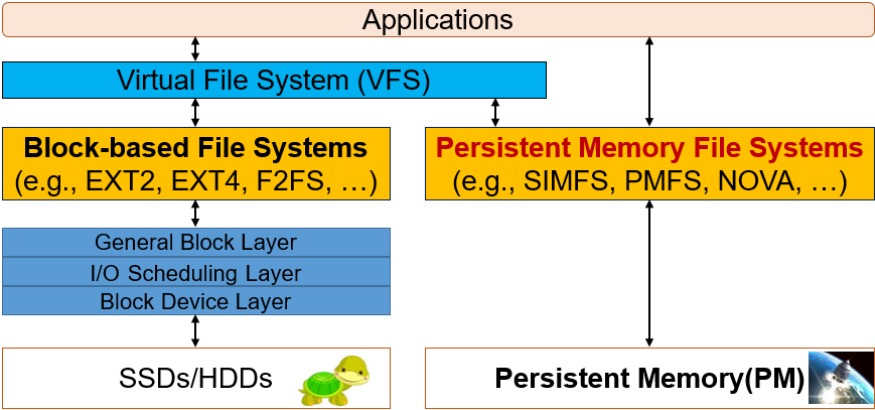 Applications
Virtual File System (VFS)
Block-based File Systems
(e.g., EXT2, EXT4, F2FS, …)
Persistent Memory File Systems
(e.g., SIMFS, PMFS, NOVA, …)
General Block Layer
I/O Scheduling Layer
Block Device Layer
SSDs/HDDs
Persistent Memory(PM)